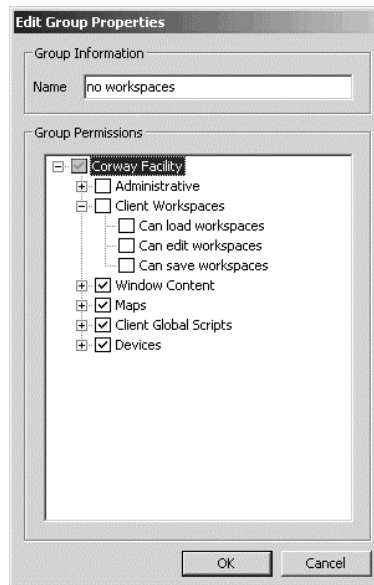 Edit Group Properties
Group Information
Name no workspaces
Group Permissions
Corway Facility
Administrative
Client Workspaces
Can load workspaces
Can edit workspaces
Can save workspaces
Window Content
Maps
Client Global Scripts
Devices
OK Cancel